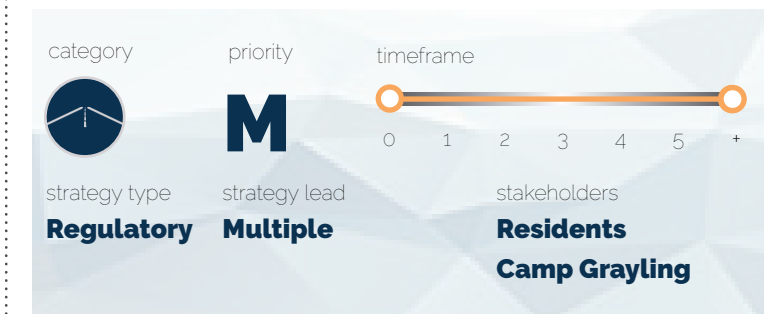 category priority timeframe
M
0 1 2 3 4 5 +
strategy type strategy lead stakeholders
Regulatory Multiple Residents
Camp Grayling